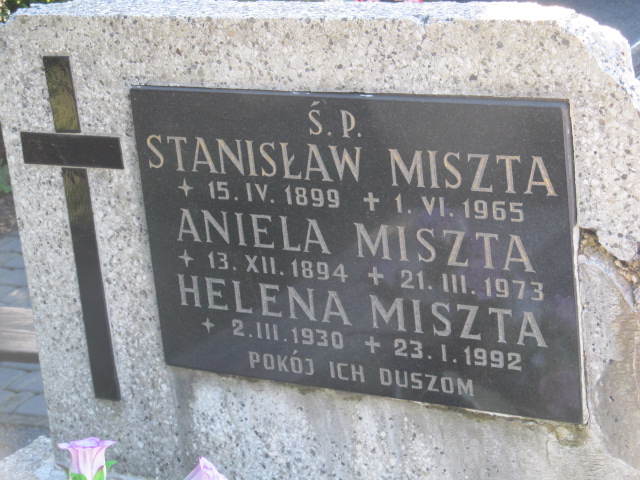 Ś. P.
STANISŁAW MISZTA
✦ 15. IV. 1899 ✝ 1. VI. 1965
ANIELA MISZTA
✦ 13. XII. 1894 ✝ 21. III. 1973
HELENA MISZTA
✦ 2. III. 1930 ✝ 23. I. 1992
POKÓJ ICH DUSZOM